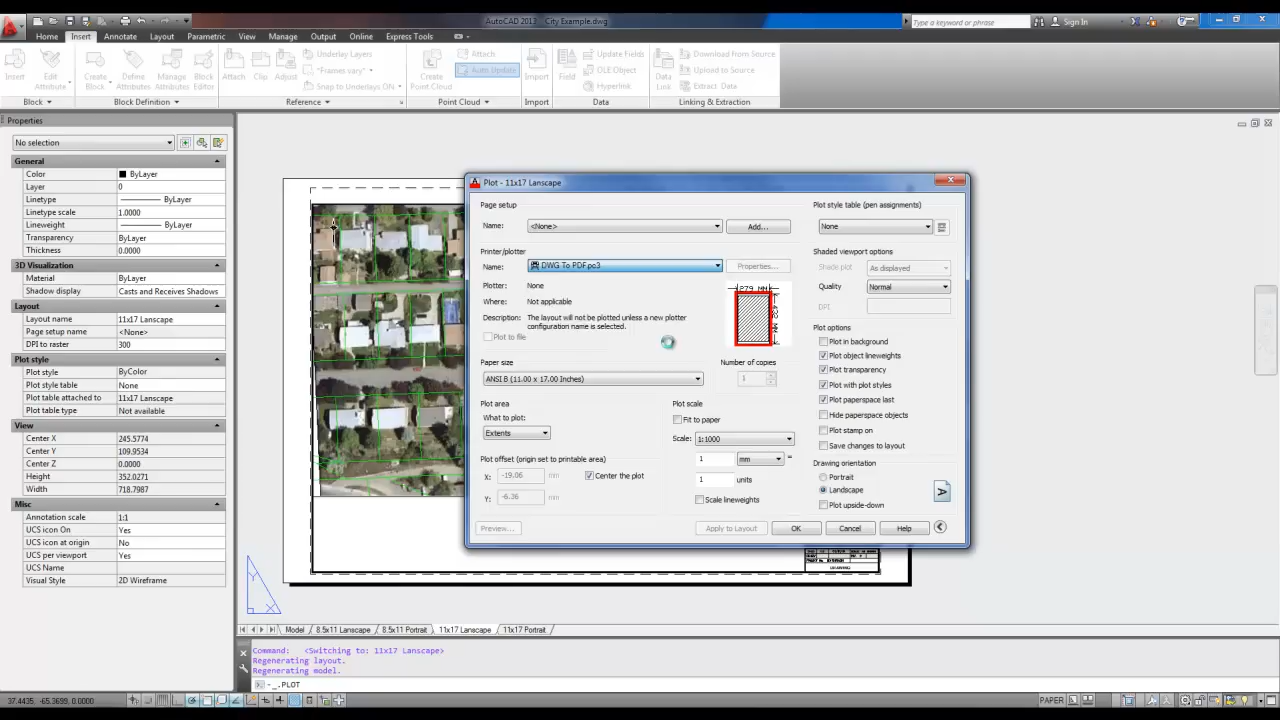 AutoCAD 2013 City Example.dwg
Type a keyword or phrase
Sign In
Home Insert Annotate Layout Parametric View Manage Output Online Express Tools
Insert
Edit Attribute
Create Block
Define Attributes
Manage Attributes
Block Editor
Attach
Clip
Adjust
Underlay Layers
*Frames vary*
Snap to Underlays ON
Create Point Cloud
Attach
Auto Update
Import
Field
Update Fields
OLE Object
Hyperlink
Data Link
Download from Source
Upload to Source
Extract Data
Block Block Definition Reference Point Cloud Import Data Linking & Extraction
Properties
No selection
General
Color ByLayer
Layer 0
Linetype ByLayer
Linetype scale 1.0000
Lineweight ByLayer
Transparency ByLayer
Thickness 0.0000
3D Visualization
Material ByLayer
Shadow display Casts and Receives Shadows
Layout
Layout name 11x17 Lanscape
Page setup name <None>
DPI to raster 300
Plot style
Plot style ByColor
Plot style table None
Plot table attached to 11x17 Lanscape
Plot table type Not available
View
Center X 245.5774
Center Y 109.9534
Center Z 0.0000
Height 352.0271
Width 718.7987
Misc
Annotation scale 1:1
UCS icon On Yes
UCS icon at origin No
UCS per viewport Yes
UCS Name
Visual Style 2D Wireframe
Plot - 11x17 Lanscape
Page setup
Name: <None> Add...
Printer/plotter
Name: DWG To PDF.pc3 Properties...
Plotter: None
Where: Not applicable
Description: The layout will not be plotted unless a new plotter
configuration name is selected.
Plot to file
279 MM
Paper size
ANSI B (11.00 x 17.00 Inches)
Number of copies
1
Plot area
What to plot:
Extents
Plot offset (origin set to printable area)
X: -19.06 mm Center the plot
Y: -6.36 mm
Plot scale
Fit to paper
Scale: 1:1000
1 mm =
1 units
Scale lineweights
Plot style table (pen assignments)
None
Shaded viewport options
Shade plot As displayed
Quality Normal
DPI
Plot options
Plot in background
Plot object lineweights
Plot transparency
Plot with plot styles
Plot paperspace last
Hide paperspace objects
Plot stamp on
Save changes to layout
Drawing orientation
Portrait
Landscape
Plot upside-down
A
Preview... Apply to Layout OK Cancel Help
Y
X
Model 8.5x11 Lanscape 8.5x11 Portrait 11x17 Lanscape 11x17 Portrait
Command: <Switching to: 11x17 Lanscape>
Regenerating layout.
Regenerating model.
-_.PLOT
37.4435, -65.3699, 0.0000
PAPER